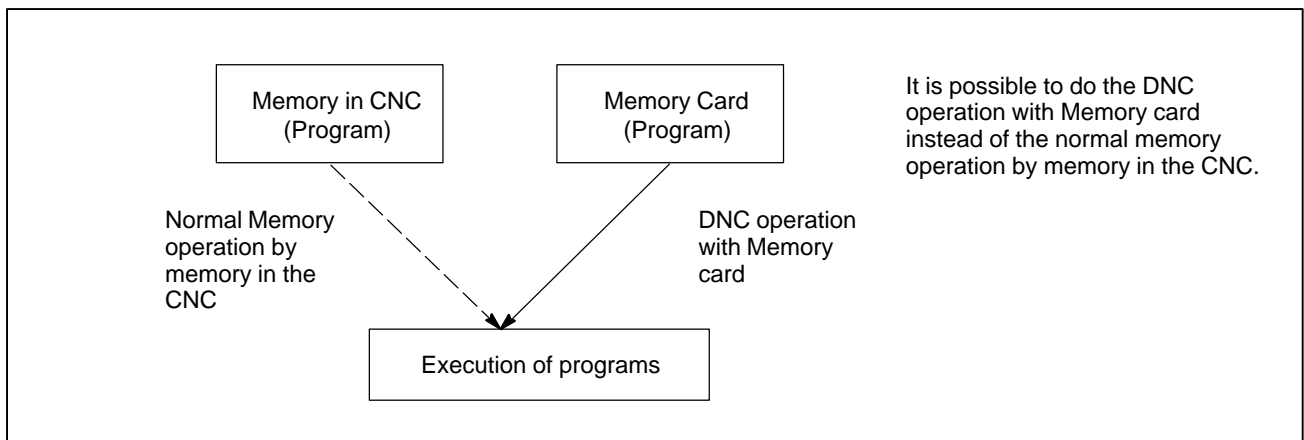 Memory in CNC
(Program)
Memory Card
(Program)
It is possible to do the DNC
operation with Memory card
instead of the normal memory
operation by memory in the CNC.
Normal Memory
operation by
memory in the
CNC
DNC operation
with Memory
card
Execution of programs